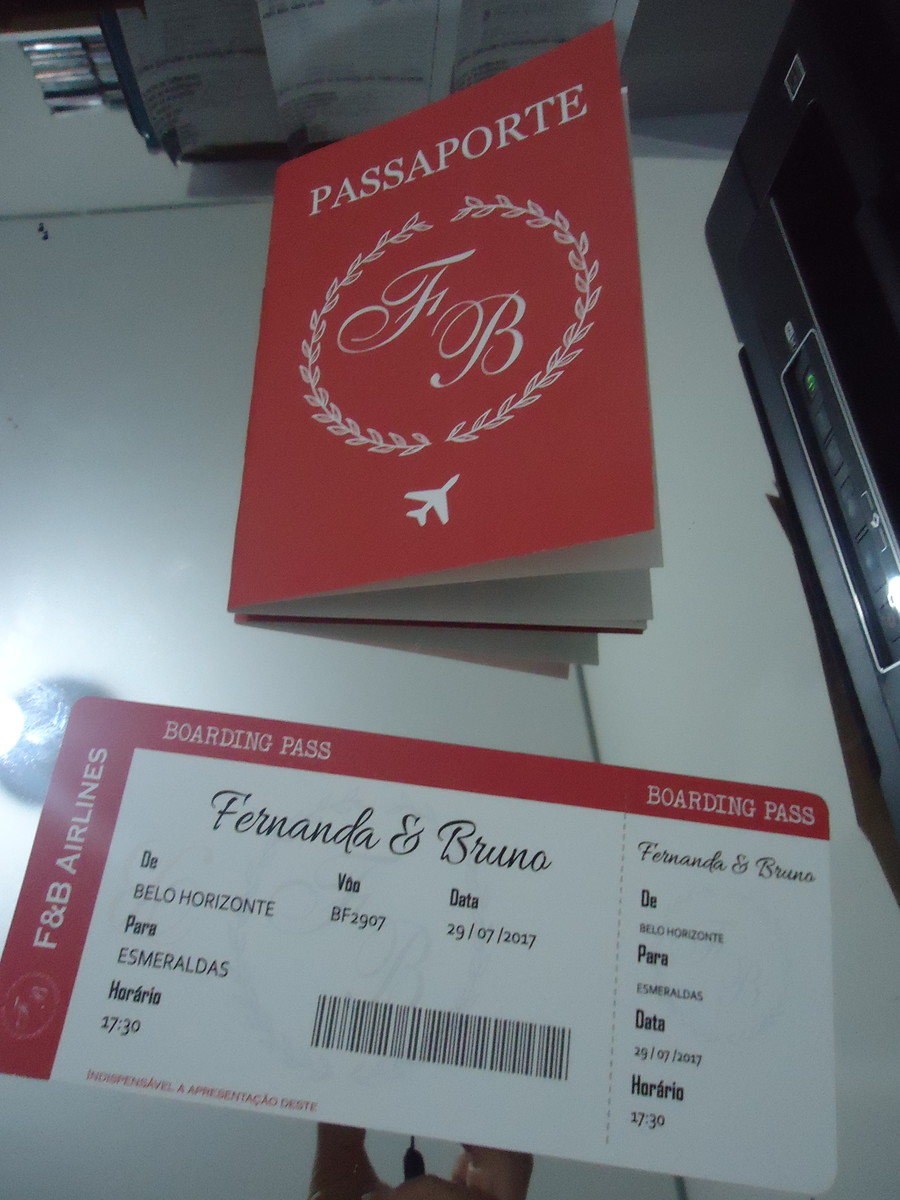 PASSAPORTE
F B
BOARDING PASS
F&B AIRLINES
Fernanda & Bruno
De
BELO HORIZONTE
Para
ESMERALDAS
Horário
17:30
Vôo
BF2907
Data
29/07/2017
INDISPENSÁVEL A APRESENTAÇÃO DESTE
BOARDING PASS
Fernanda & Bruno
De
BELO HORIZONTE
Para
ESMERALDAS
Data
29/07/2017
Horário
17:30